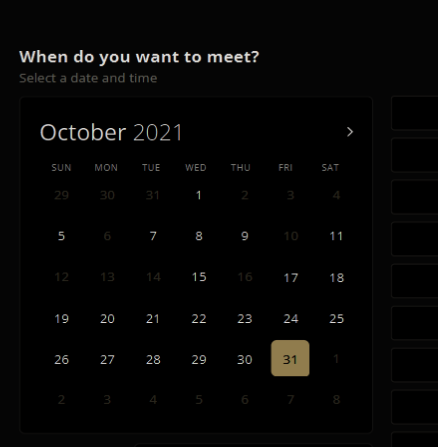 When do you want to meet?
Select a date and time
October 2021
SUN MON TUE WED THU FRI SAT
29 30 31 1 2 3 4
5 6 7 8 9 10 11
12 13 14 15 16 17 18
19 20 21 22 23 24 25
26 27 28 29 30 31 1
2 3 4 5 6 7 8